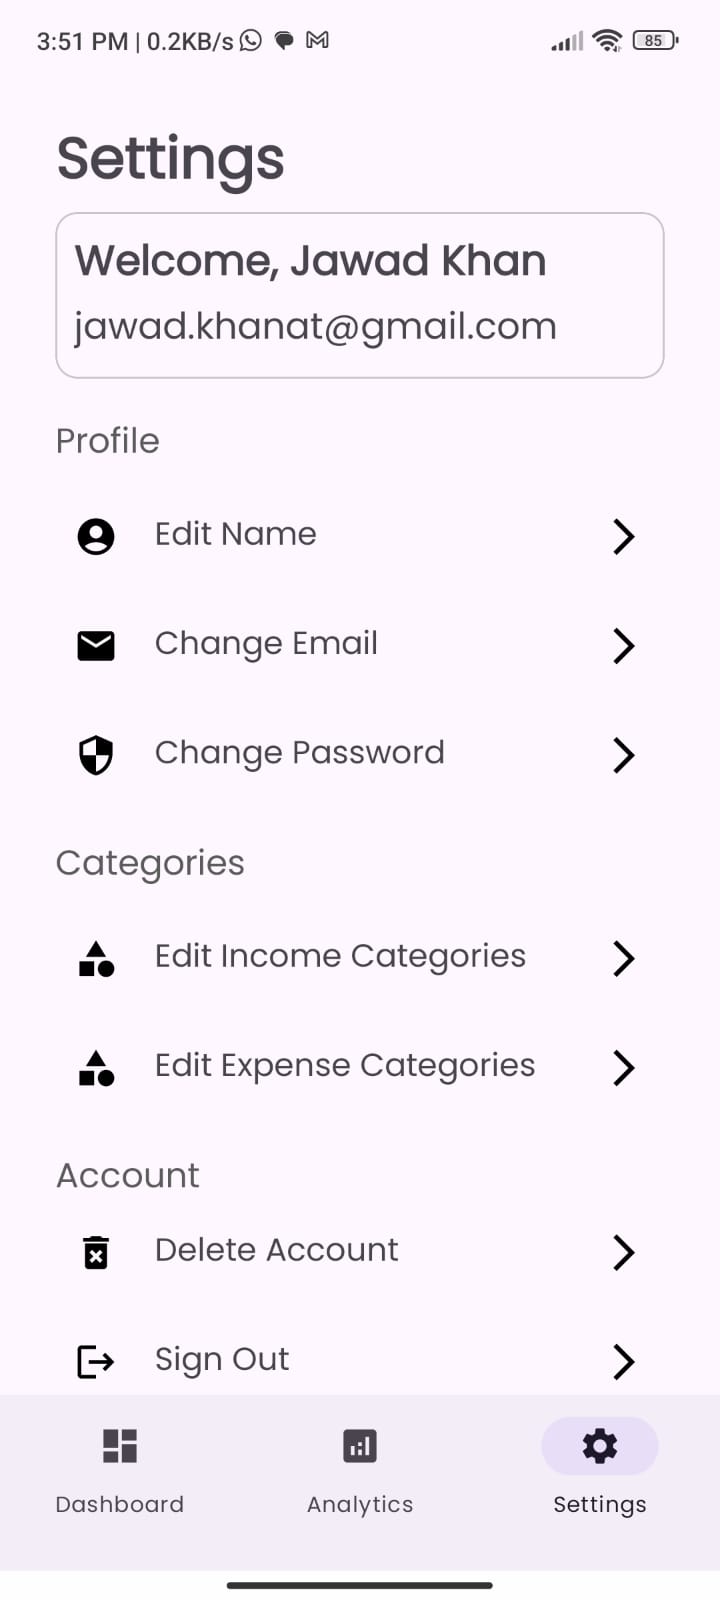 3:51 PM | 0.2KB/s
85
Settings
Welcome, Jawad Khan
jawad.khanat@gmail.com
Profile
Edit Name
Change Email
Change Password
Categories
Edit Income Categories
Edit Expense Categories
Account
Delete Account
Sign Out
Dashboard
Analytics
Settings